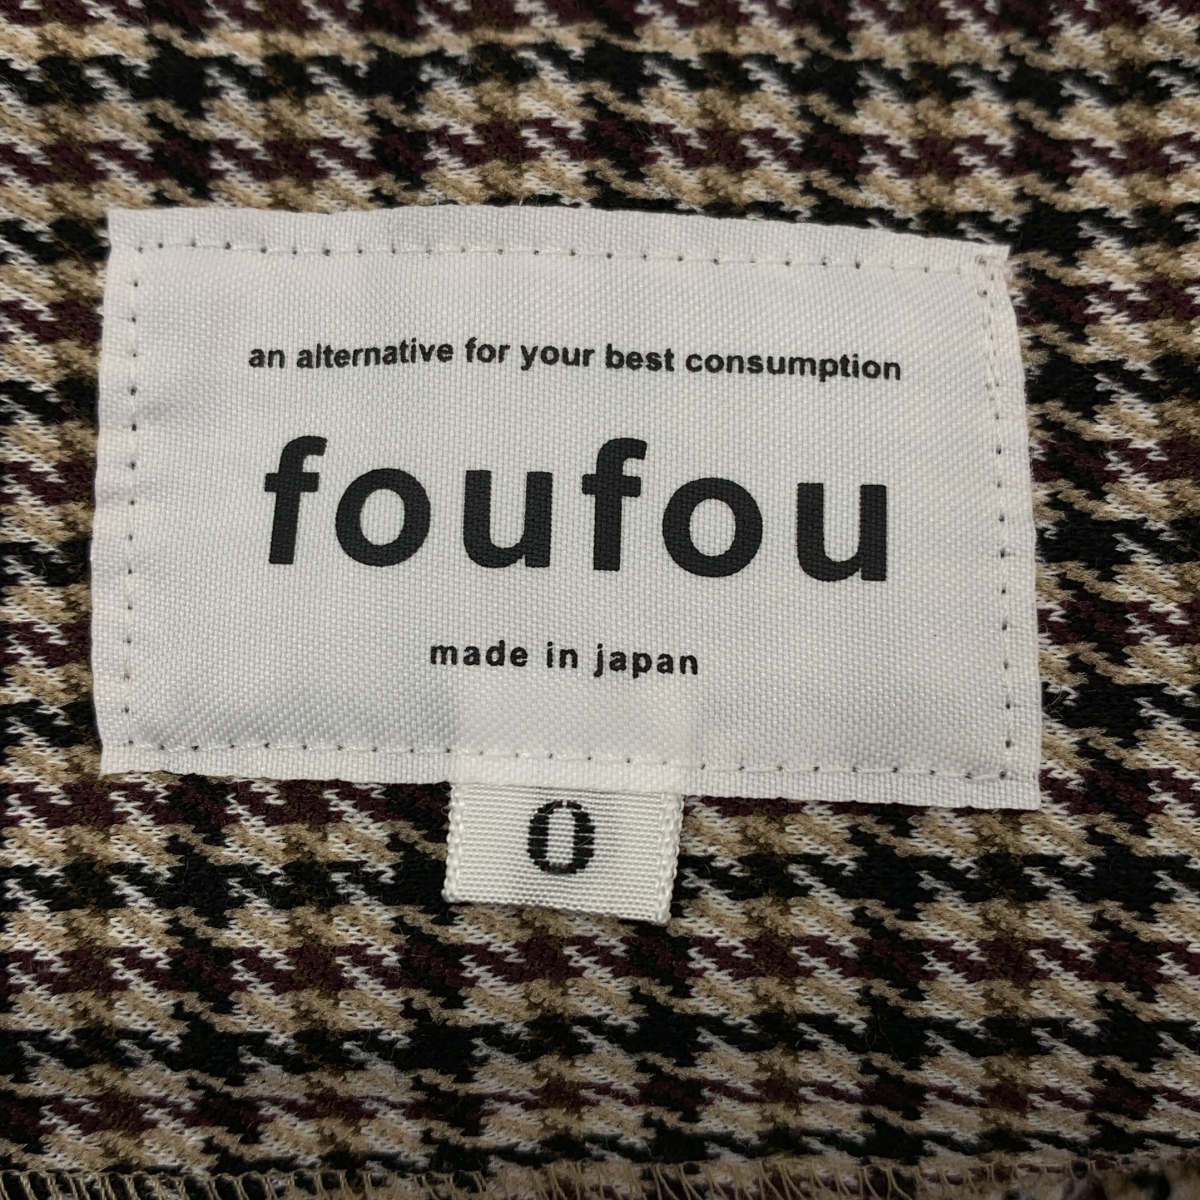 an alternative for your best consumption
foufou
made in japan
0